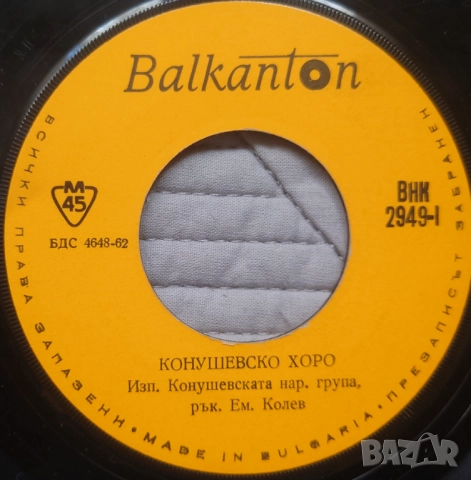 Balkanton
М
45
БДС 4648-62
ВНК
2949-I
КОНУШЕВСКО ХОРО
Изп. Конушевската нар. група,
рък. Ем. Колев
ВСИЧКИ ПРАВА ЗАПАЗЕНИ • MADE IN BULGARIA • ПРЕЗАПИСЪТ ЗАБРАНЕН
bazar